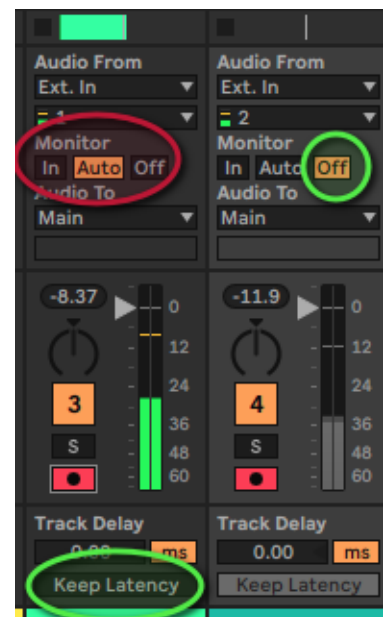 Audio From Audio From
Ext. In Ext. In
1 2
Monitor Monitor
In Auto Off In Auto Off
Audio To Audio To
Main Main
-8.37 -11.9
0 0
12 12
3 24 4 24
36 36
S 48 S 48
60 60
Track Delay Track Delay
0.00 ms 0.00 ms
Keep Latency Keep Latency